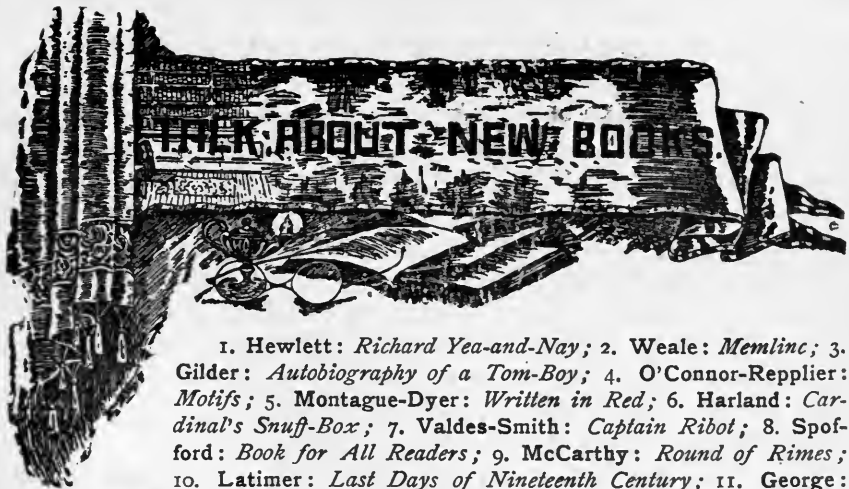 TALK ABOUT NEW BOOKS.
1. Hewlett: Richard Yea-and-Nay; 2. Weale: Memlinc; 3.
Gilder: Autobiography of a Tom-Boy; 4. O'Connor-Repplier:
Motifs; 5. Montague-Dyer: Written in Red; 6. Harland: Car-
dinal's Snuff-Box; 7. Valdes-Smith: Captain Ribot; 8. Spof-
ford: Book for All Readers; 9. McCarthy: Round of Rimes;
10. Latimer: Last Days of Nineteenth Century; 11. George: